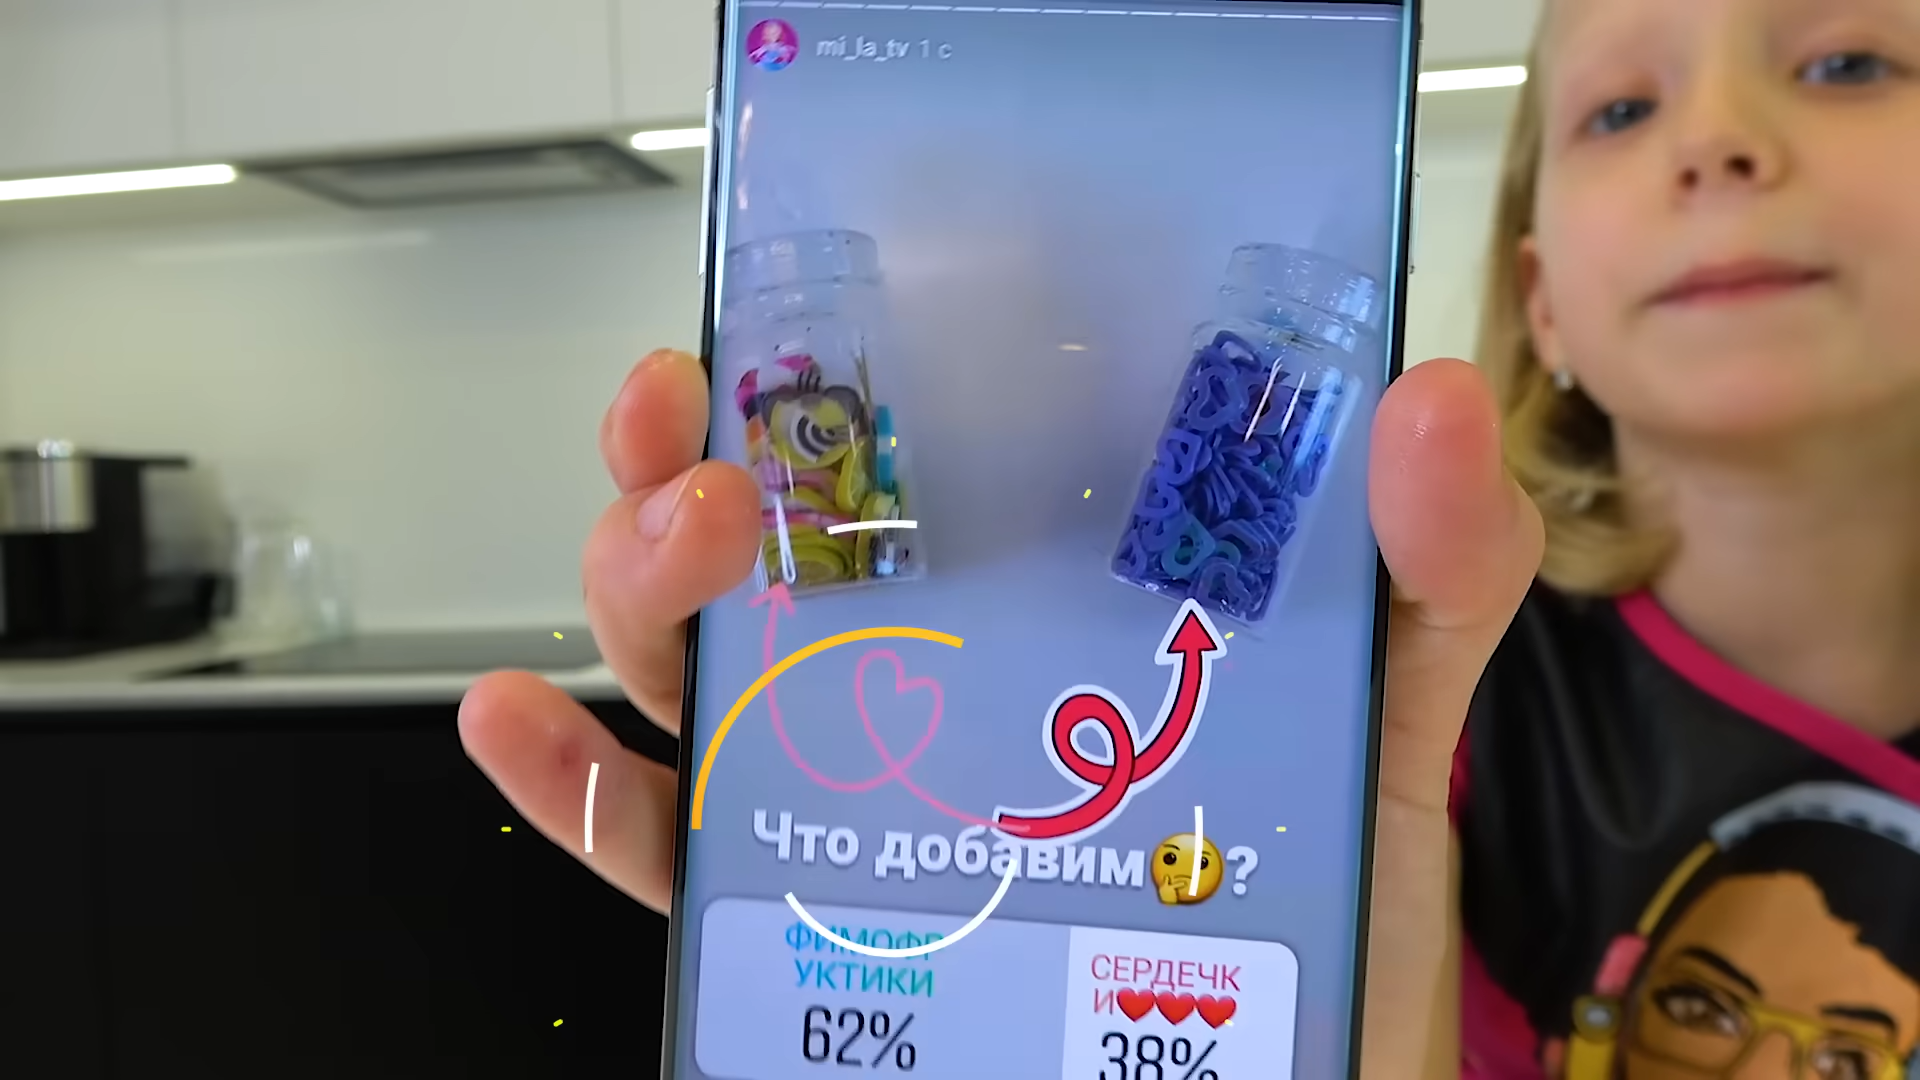 mi_la_tv 1 с
Что добавим🤔?
ФИМОФР
УКТИКИ
62%
СЕРДЕЧК
И❤️❤️❤️
38%